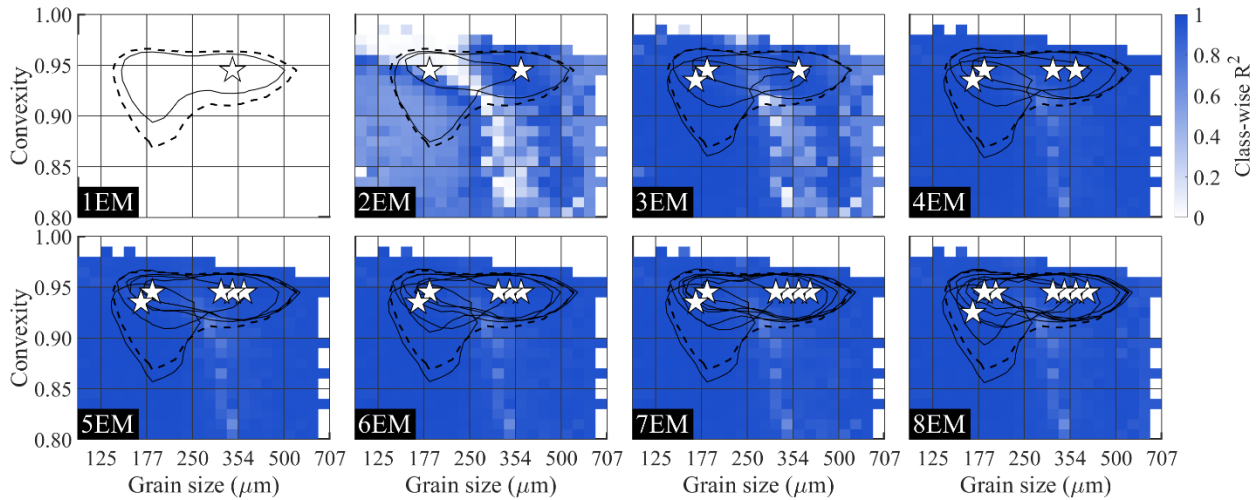 1.00
0.95
0.90
0.85
0.80
Convexity
1EM
2EM
3EM
4EM
1
0.8
0.6
0.4
0.2
0
Class-wise R²
1.00
0.95
0.90
0.85
0.80
Convexity
5EM
6EM
7EM
8EM
125 177 250 354 500 707
125 177 250 354 500 707
125 177 250 354 500 707
125 177 250 354 500 707
Grain size (μm)
Grain size (μm)
Grain size (μm)
Grain size (μm)